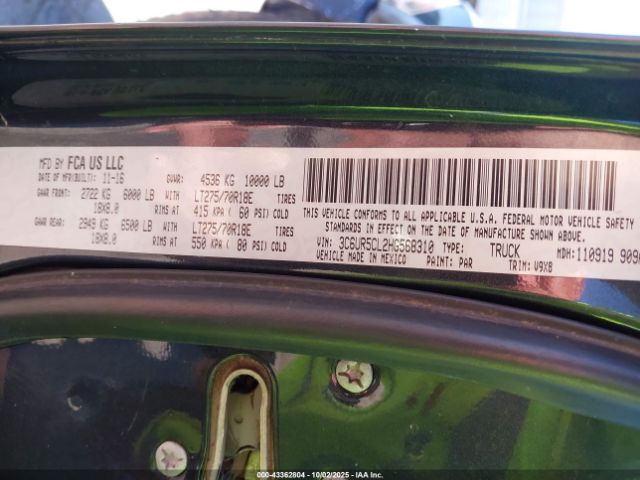 MFD BY FCA US LLC
DATE OF MFR(BUILT): 11-16 GVWR: 4536 KG 10000 LB
GAWR FRONT: 2722 KG 6000 LB WITH LT275/70R18E TIRES
18X8.0 RIMS AT 415 KPA ( 60 PSI) COLD
GAWR REAR: 2949 KG 6500 LB WITH LT275/70R18E TIRES
18X8.0 RIMS AT 550 KPA ( 80 PSI) COLD
THIS VEHICLE CONFORMS TO ALL APPLICABLE U.S.A. FEDERAL MOTOR VEHICLE SAFETY
STANDARDS IN EFFECT ON THE DATE OF MANUFACTURE SHOWN ABOVE.
VIN: 3C6UR5CL2HG568310 TYPE: TRUCK
VEHICLE MADE IN MEXICO PAINT: PAR TRIM: V9X8 MDH: 110919
000-43362804 - 10/02/2025 - IAAI.COM